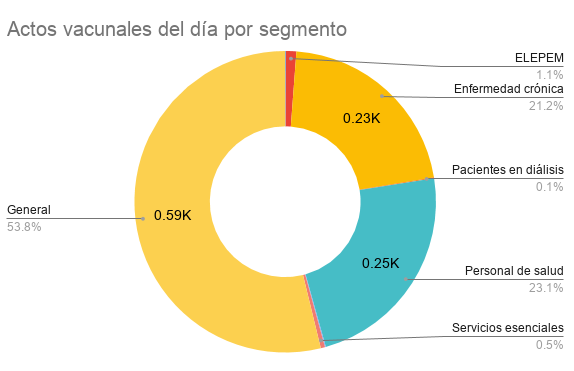 Actos vacunales del día por segmento
ELEPEM
1.1%
Enfermedad crónica
21.2%
0.23K
Pacientes en diálisis
0.1%
General
53.8%
0.59K
0.25K
Personal de salud
23.1%
Servicios esenciales
0.5%